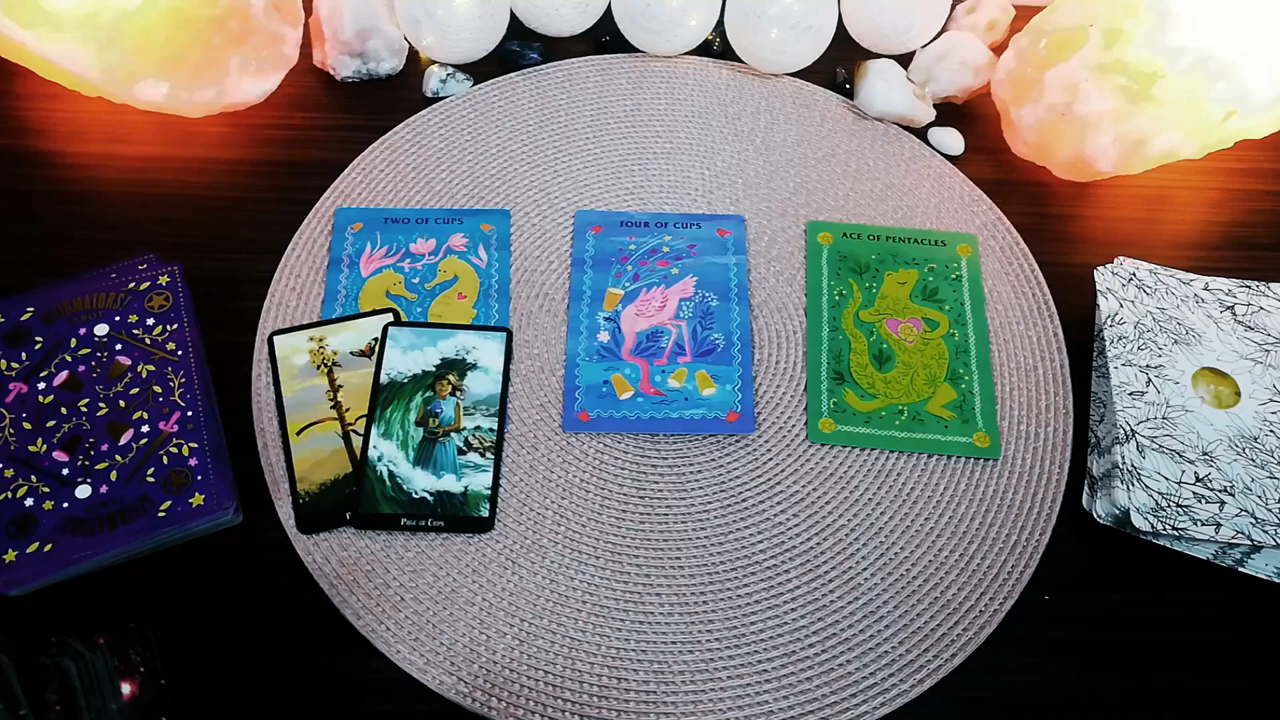 TWO OF CUPS
FOUR OF CUPS
ACE OF PENTACLES
PAGE OF CUPS